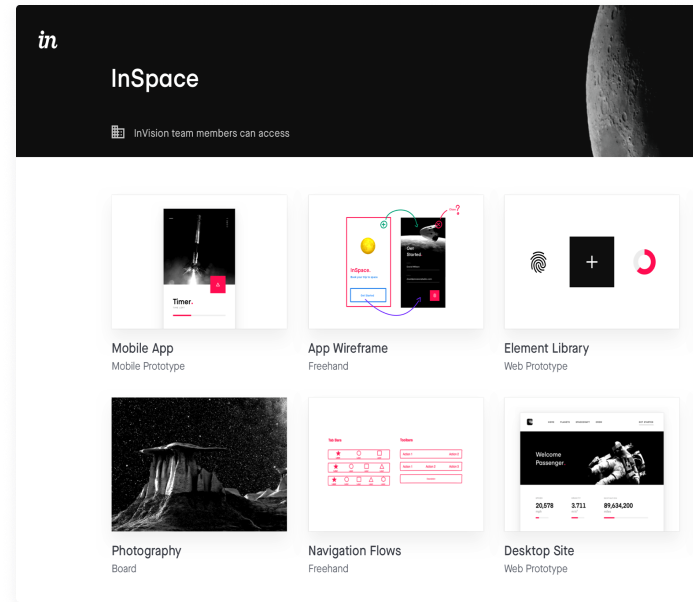 in
InSpace
InVision team members can access
Timer.
InSpace.
Get
Started.
Mobile App
Mobile Prototype
App Wireframe
Freehand
Element Library
Web Prototype
Tab Bars
Toolbars
Welcome
Passenger.
20,578
3.711
89,634,200
Photography
Board
Navigation Flows
Freehand
Desktop Site
Web Prototype